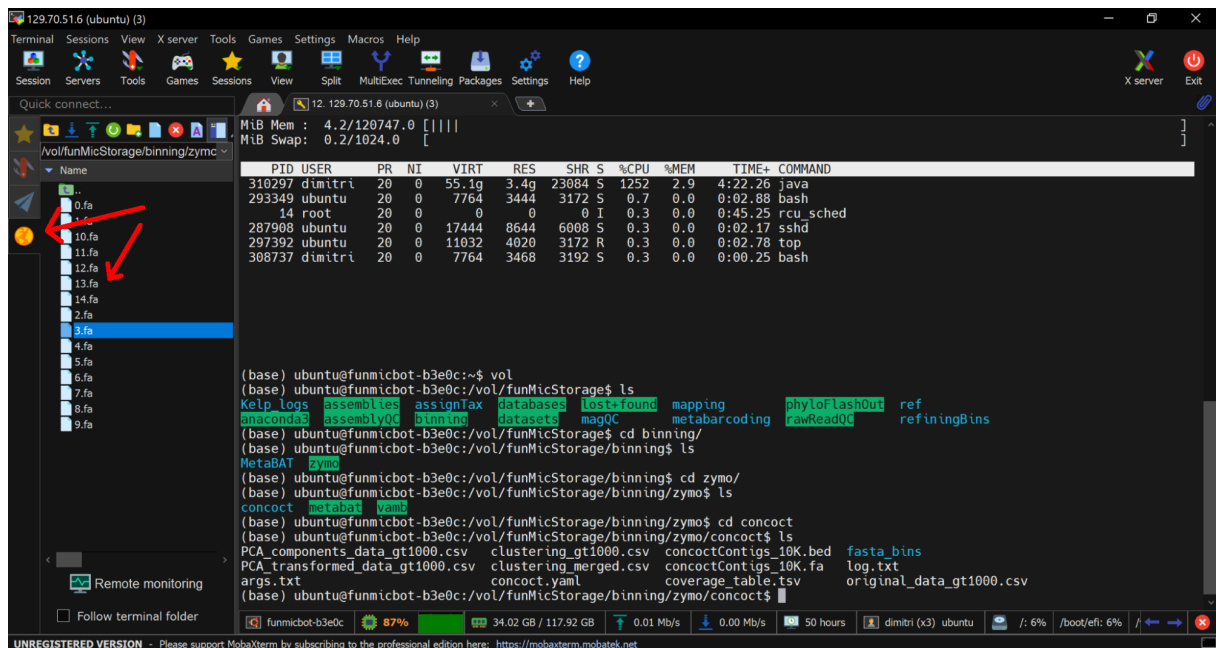 129.70.51.6 (ubuntu) (3)
Terminal Sessions View X server Tools Games Settings Macros Help
Session Servers Tools Games Sessions View Split MultiExec Tunneling Packages Settings Help X server Exit
Quick connect...
12. 129.70.51.6 (ubuntu) (3)
/vol/funMicStorage/binning/zymc
Name
..
0.fa
1.fa
10.fa
11.fa
12.fa
13.fa
14.fa
2.fa
3.fa
4.fa
5.fa
6.fa
7.fa
8.fa
9.fa
Remote monitoring
Follow terminal folder
MiB Mem : 4.2/120747.0 [|||| ]
MiB Swap: 0.2/1024.0 [ ]
PID USER PR NI VIRT RES SHR S %CPU %MEM TIME+ COMMAND
310297 dimitri 20 0 55.1g 3.4g 23084 S 1252 2.9 4:22.26 java
293349 ubuntu 20 0 7764 3444 3172 S 0.7 0.0 0:02.88 bash
14 root 20 0 0 0 0 I 0.3 0.0 0:45.25 rcu_sched
287908 ubuntu 20 0 17444 8644 6008 S 0.3 0.0 0:02.17 sshd
297392 ubuntu 20 0 11032 4020 3172 R 0.3 0.0 0:02.78 top
308737 dimitri 20 0 7764 3468 3192 S 0.3 0.0 0:00.25 bash
(base) ubuntu@funmicbot-b3e0c:~$ vol
(base) ubuntu@funmicbot-b3e0c:/vol/funMicStorage$ ls
Kelp_logs assemblies assignTax databases lost+found mapping phyloFlashOut ref
anaconda3 assemblyQC binning datasets magQC metabarcoding rawReadQC refiningBins
(base) ubuntu@funmicbot-b3e0c:/vol/funMicStorage$ cd binning/
(base) ubuntu@funmicbot-b3e0c:/vol/funMicStorage/binning$ ls
MetaBAT zymo
(base) ubuntu@funmicbot-b3e0c:/vol/funMicStorage/binning$ cd zymo/
(base) ubuntu@funmicbot-b3e0c:/vol/funMicStorage/binning/zymo$ ls
concoct metabat vamb
(base) ubuntu@funmicbot-b3e0c:/vol/funMicStorage/binning/zymo$ cd concoct
(base) ubuntu@funmicbot-b3e0c:/vol/funMicStorage/binning/zymo/concoct$ ls
PCA_components_data_gt1000.csv clustering_gt1000.csv concoctContigs_10K.bed fasta_bins
PCA_transformed_data_gt1000.csv clustering_merged.csv concoctContigs_10K.fa log.txt
args.txt concoct.yaml coverage_table.tsv original_data_gt1000.csv
(base) ubuntu@funmicbot-b3e0c:/vol/funMicStorage/binning/zymo/concoct$
funmicbot-b3e0c 87% 34.02 GB / 117.92 GB 0.01 Mb/s 0.00 Mb/s 50 hours dimitri (x3) ubuntu /: 6% /boot/efi: 6% /
UNREGISTERED VERSION - Please support MobaXterm by subscribing to the professional edition here: https://mobaxterm.mobatek.net